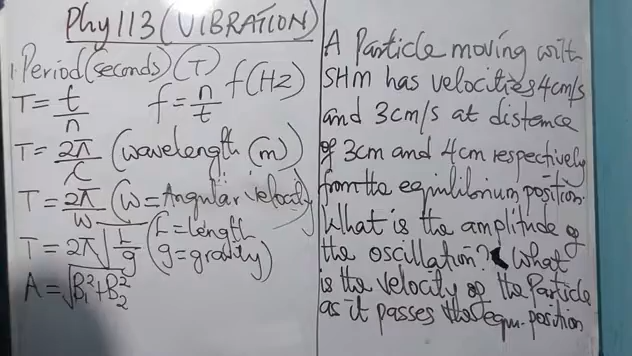 Phy113(VIBRATION)
1. Period(seconds)(T)
f(Hz)
T = t/n
f = n/t
T = 2π/λ (wavelength (m)
T = 2π/W (W = Angular velocity)
T = 2π√L/g (L = length
g = gravity)
A = √B₁² + B₂²
A Particle moving with
SHM has velocities 4cm/s
and 3cm/s at distance
of 3cm and 4cm respectively
from the equilibrium position.
What is the amplitude of
the oscillation? What
is the velocity of the Particle
as it passes the equ. position